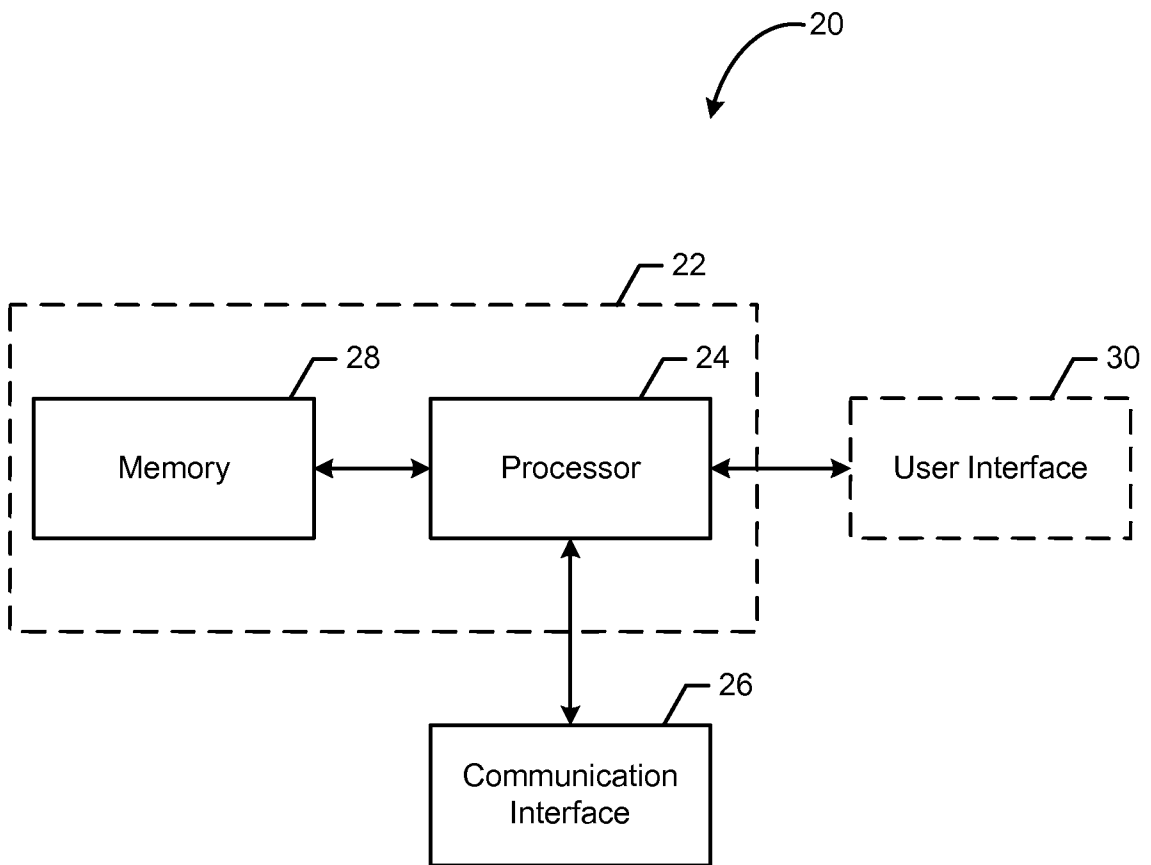 20
22
28
24
30
Memory
Processor
User Interface
26
Communication
Interface